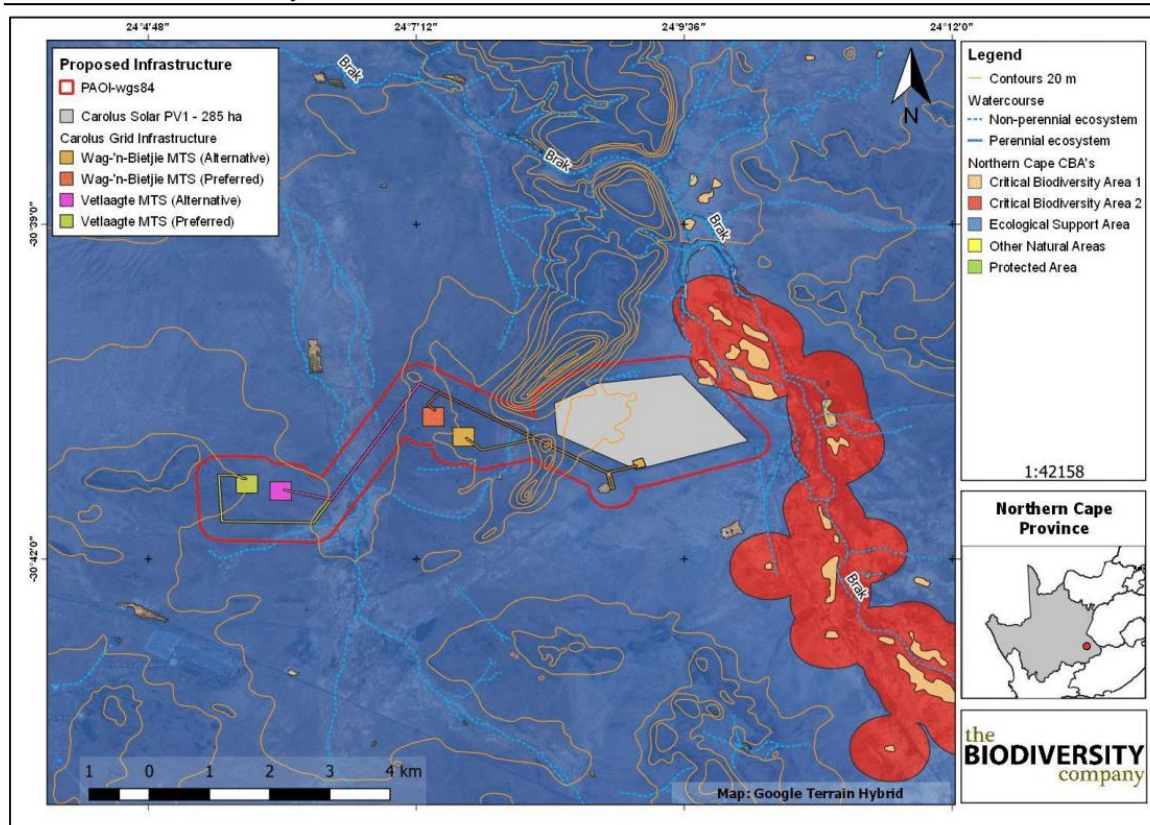 24°4'48"
24°7'12"
24°9'36"
24°12'0"
Proposed Infrastructure
PAOI-wgs84
Carolus Solar PV1 - 285 ha
Carolus Grid Infrastructure
Wag-'n-Bietjie MTS (Alternative)
Wag-'n-Bietjie MTS (Preferred)
Vetlaagte MTS (Alternative)
Vetlaagte MTS (Preferred)
Brak
Brak
Brak
Brak
N
-30°39'0"
-30°42'0"
1 0 1 2 3 4 km
Map: Google Terrain Hybrid
Legend
Contours 20 m
Watercourse
Non-perennial ecosystem
Perennial ecosystem
Northern Cape CBA's
Critical Biodiversity Area 1
Critical Biodiversity Area 2
Ecological Support Area
Other Natural Areas
Protected Area
1:42158
Northern Cape
Province
the
BIODIVERSITY
company